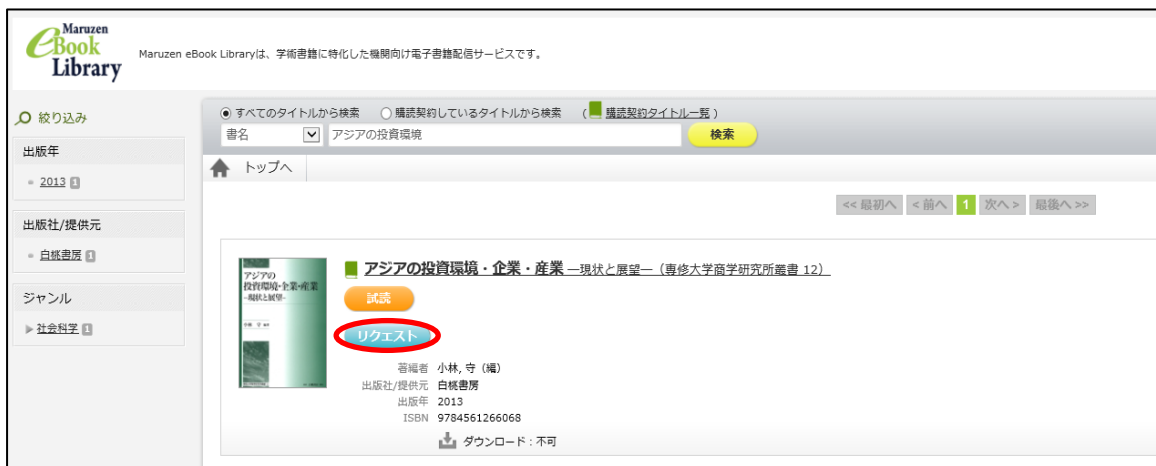 Maruzen
eBook
Library
Maruzen eBook Libraryは、学術書籍に特化した機関向け電子書籍配信サービスです。
絞り込み
出版年
2013 1
出版社/提供元
白桃書房 1
ジャンル
社会科学 1
すべてのタイトルから検索 購読契約しているタイトルから検索 ( 購読契約タイトル一覧 )
書名 アジアの投資環境 検索
トップへ
<< 最初へ < 前へ 1 次へ > 最後へ >>
アジアの
投資環境・企業・産業
-現状と展望-
アジアの投資環境・企業・産業 ―現状と展望―（専修大学商学研究所叢書 12）
試読
リクエスト
著編者 小林, 守（編）
出版社/提供元 白桃書房
出版年 2013
ISBN 9784561266068
ダウンロード : 不可